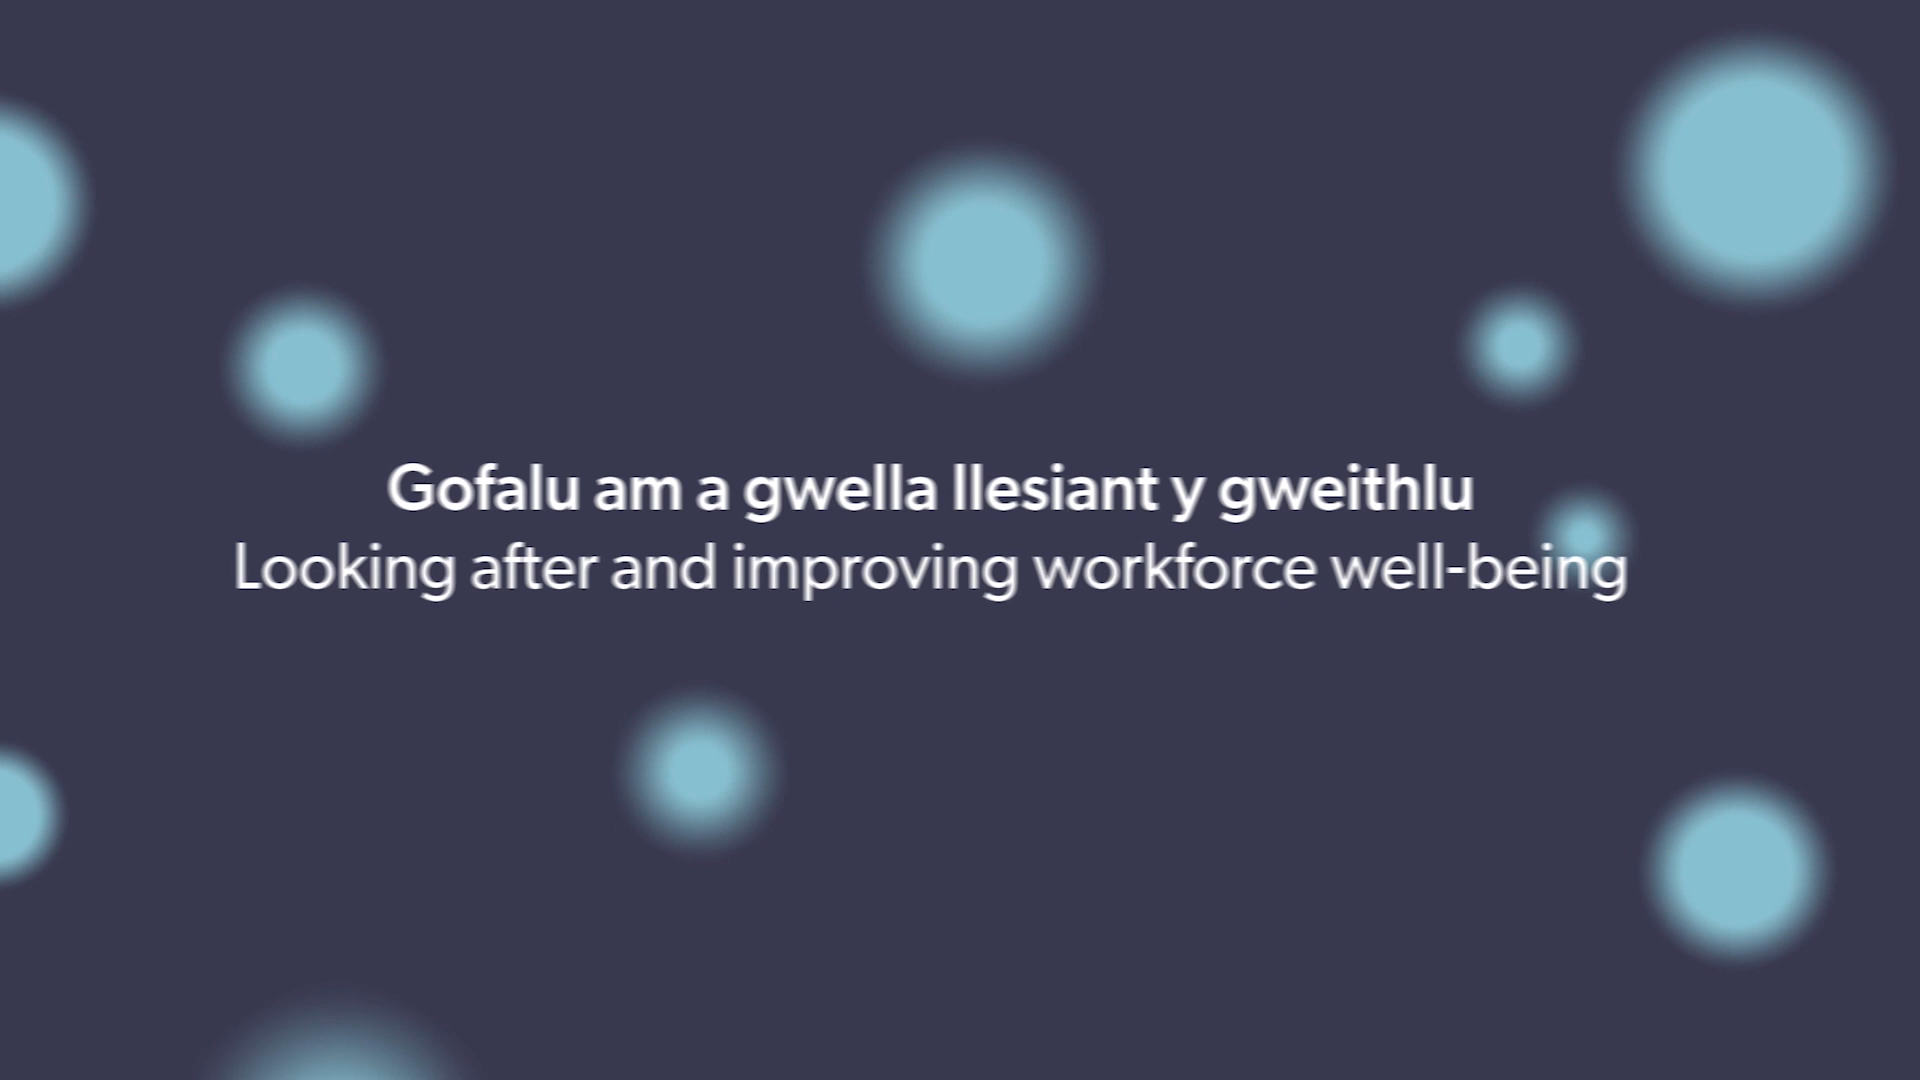 Gofalu am a gwella llesiant y gweithlu
Looking after and improving workforce well-being